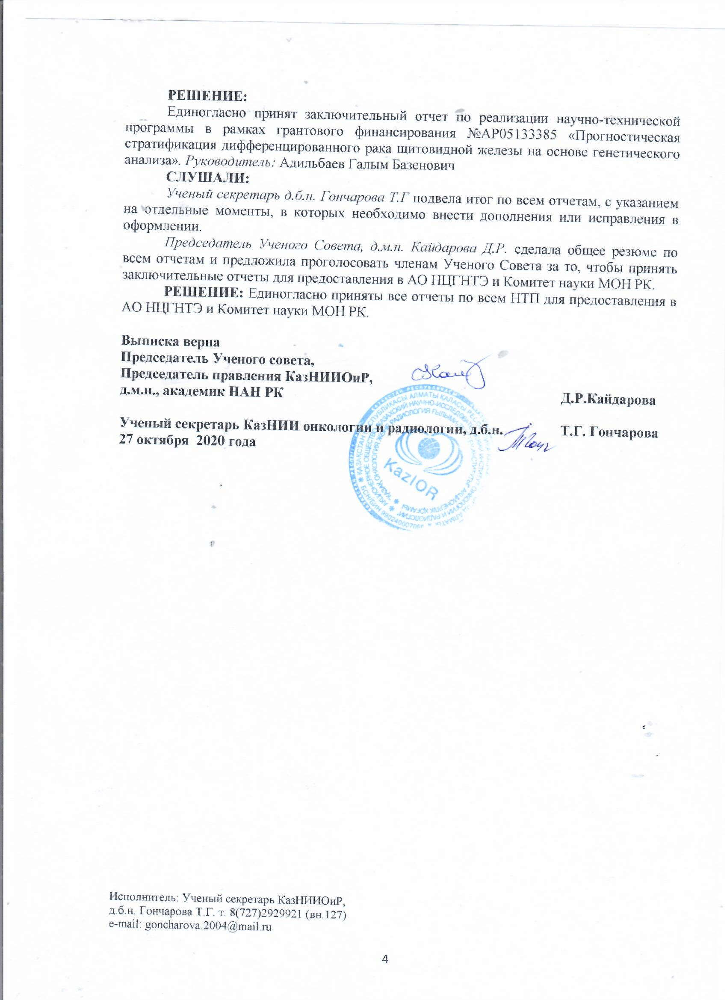 РЕШЕНИЕ:
Единогласно принят заключительный отчет по реализации научно-технической
программы в рамках грантового финансирования №АР05133385 «Прогностическая
стратификация дифференцированного рака щитовидной железы на основе генетического
анализа». Руководитель: Адильбаев Галым Базенович
СЛУШАЛИ:
Ученый секретарь д.б.н. Гончарова Т.Г подвела итог по всем отчетам, с указанием
на отдельные моменты, в которых необходимо внести дополнения или исправления в
оформлении.
Председатель Ученого Совета, д.м.н. Кайдарова Д.Р. сделала общее резюме по
всем отчетам и предложила проголосовать членам Ученого Совета за то, чтобы принять
заключительные отчеты для предоставления в АО НЦГНТЭ и Комитет науки МОН РК.
РЕШЕНИЕ: Единогласно приняты все отчеты по всем НТП для предоставления в
АО НЦГНТЭ и Комитет науки МОН РК.
Выписка верна
Председатель Ученого совета,
Председатель правления КазНИИОиР,
д.м.н., академик НАН РК
Д.Р.Кайдарова
Ученый секретарь КазНИИ онкологии и радиологии, д.б.н. Т.Г. Гончарова
27 октября 2020 года
KazIOR
Исполнитель: Ученый секретарь КазНИИОиР,
д.б.н. Гончарова Т.Г. т. 8(727)2929921 (вн.127)
e-mail: goncharova.2004@mail.ru
4